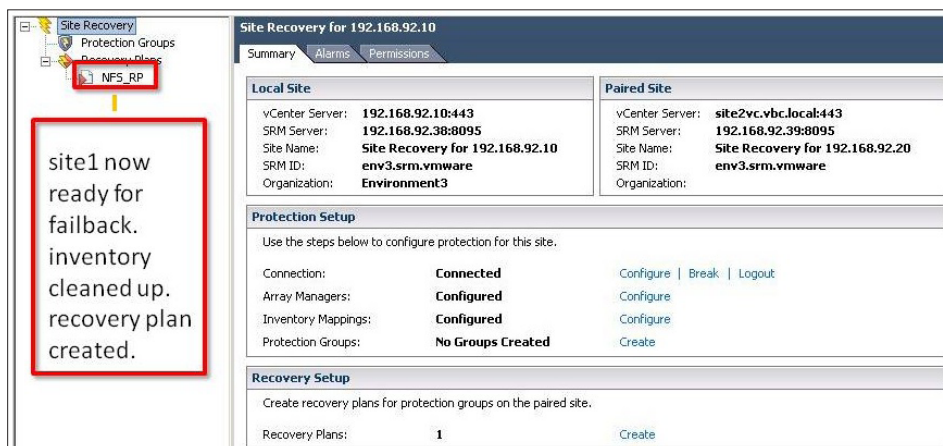 Site Recovery
Protection Groups
Recovery Plans
NFS_RP
site1 now
ready for
failback.
inventory
cleaned up.
recovery plan
created.
Site Recovery for 192.168.92.10
Summary Alarms Permissions
Local Site
vCenter Server: 192.168.92.10:443
SRM Server: 192.168.92.38:8095
Site Name: Site Recovery for 192.168.92.10
SRM ID: env3.srm.vmware
Organization: Environment3
Paired Site
vCenter Server: site2vc.vbc.local:443
SRM Server: 192.168.92.39:8095
Site Name: Site Recovery for 192.168.92.20
SRM ID: env3.srm.vmware
Organization:
Protection Setup
Use the steps below to configure protection for this site.
Connection: Connected Configure | Break | Logout
Array Managers: Configured Configure
Inventory Mappings: Configured Configure
Protection Groups: No Groups Created Create
Recovery Setup
Create recovery plans for protection groups on the paired site.
Recovery Plans: 1 Create